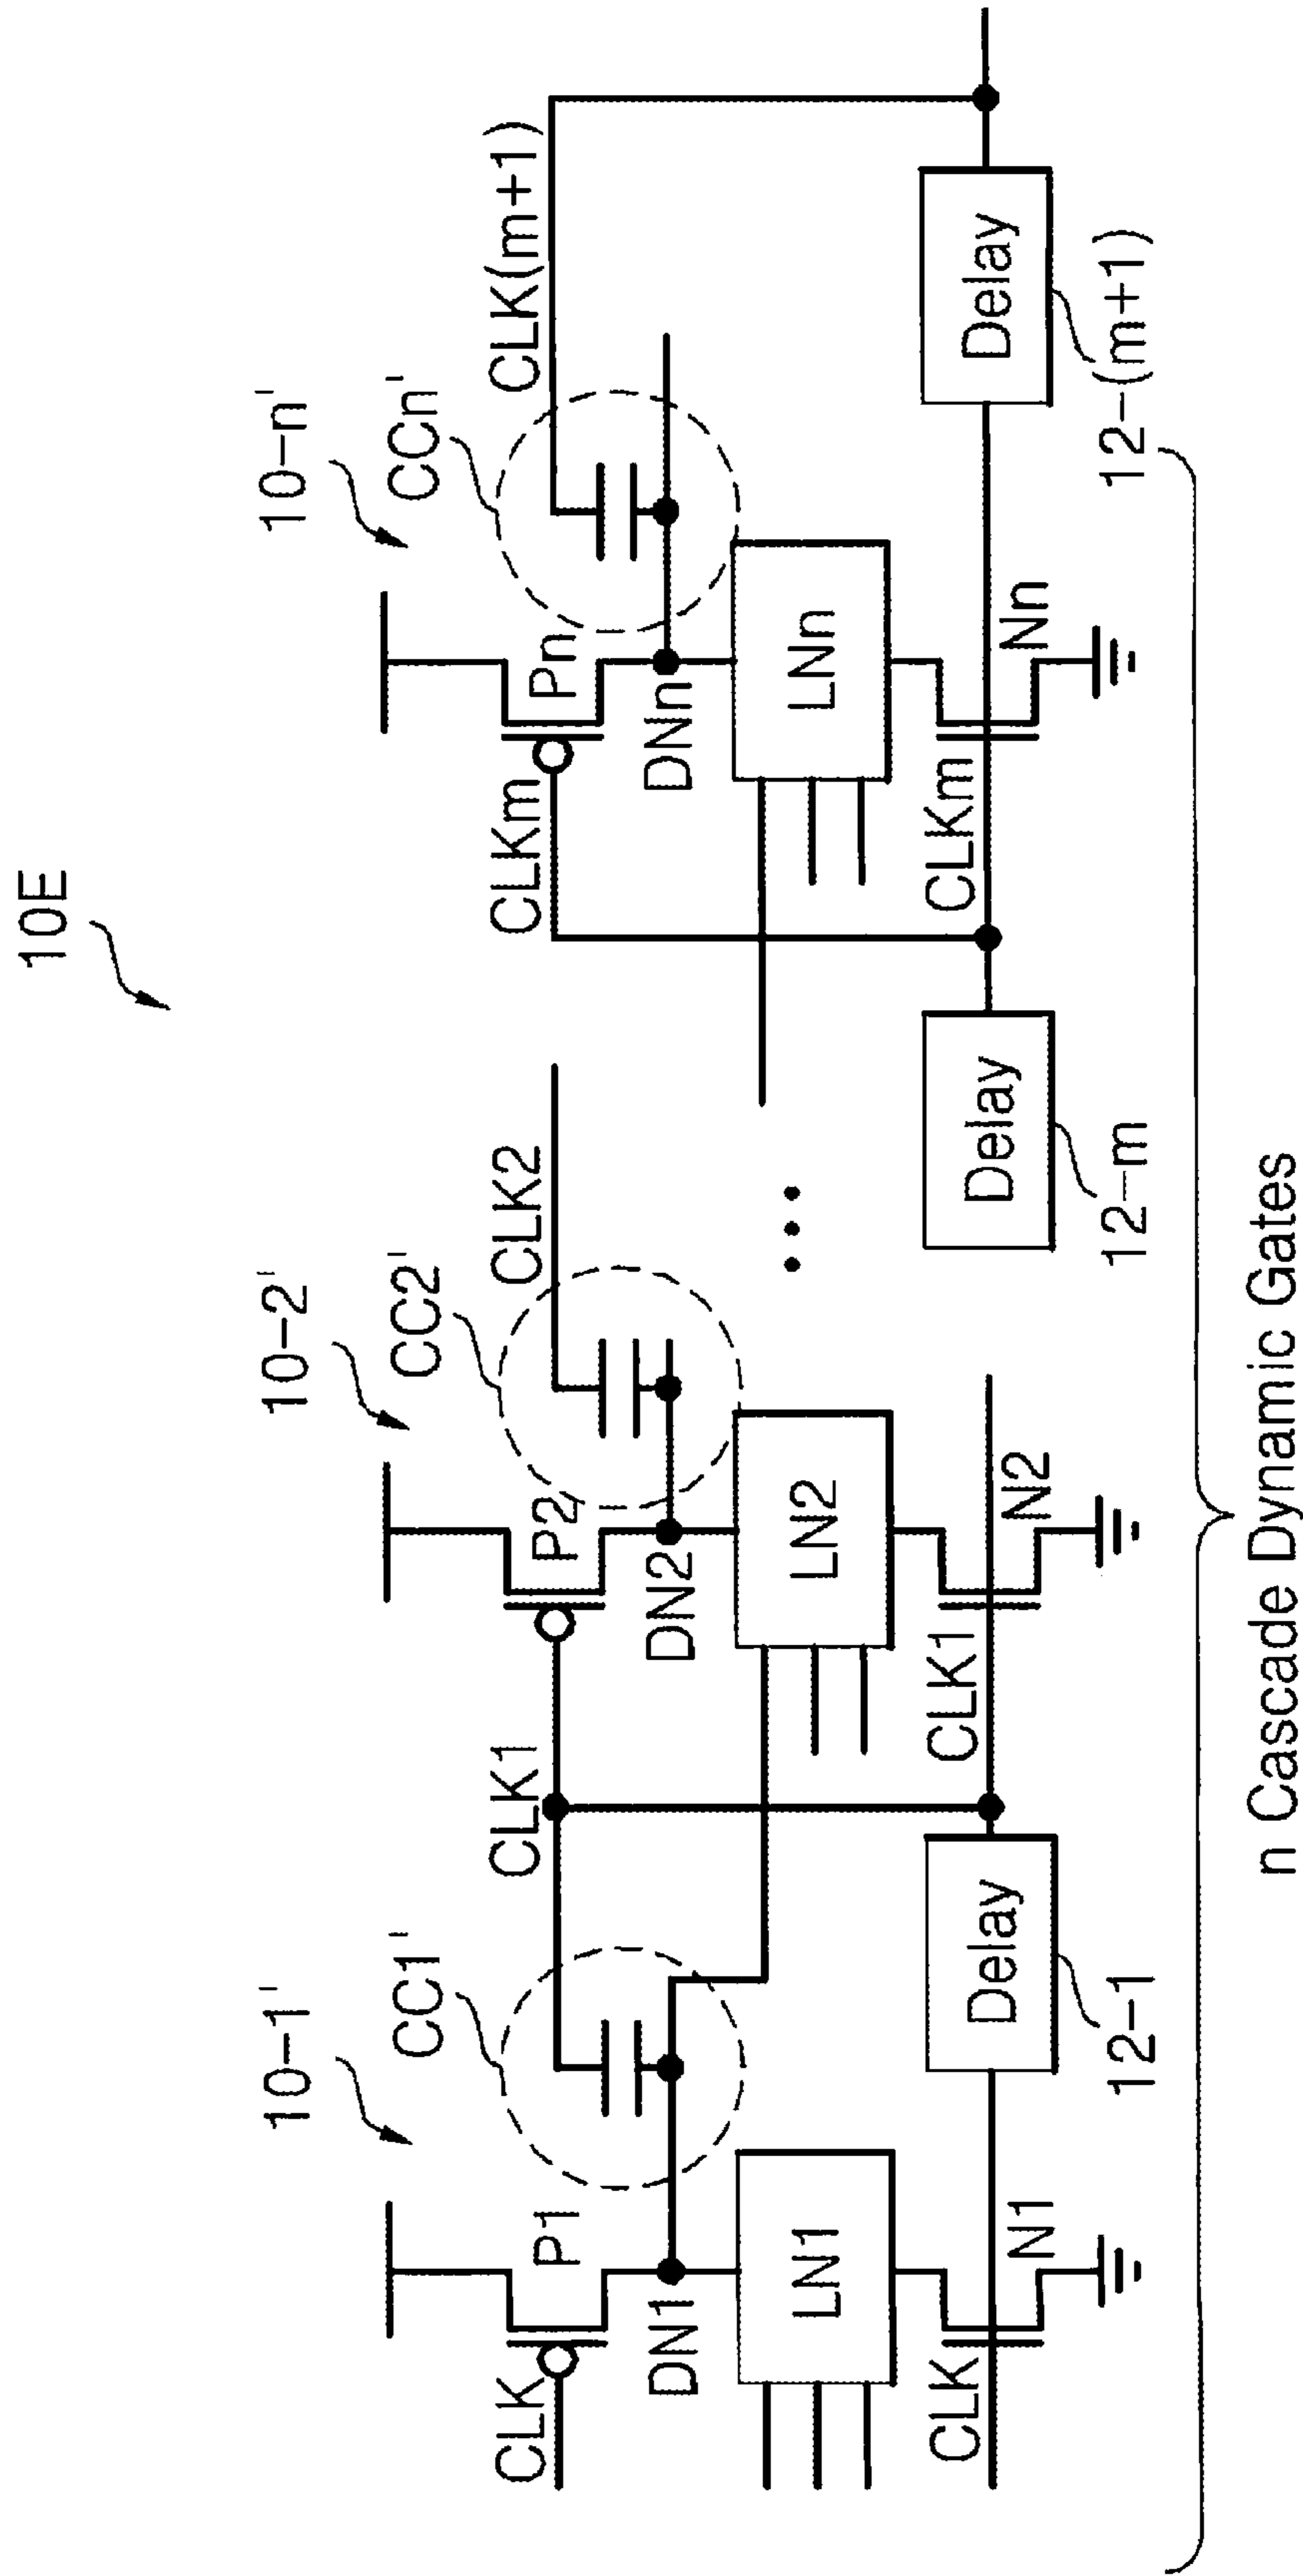 10E
10-1'
10-2'
10-n'
CC1'
CC2'
CCn'
CLK
P1
CLK1
P2
CLK2
CLKm
Pn
CLK(m+1)
DN1
DN2
DNn
LN1
LN2
LNn
CLK
N1
Delay
CLK1
N2
Delay
CLKm
Nn
Delay
12-1
12-m
12-(m+1)
n Cascade Dynamic Gates